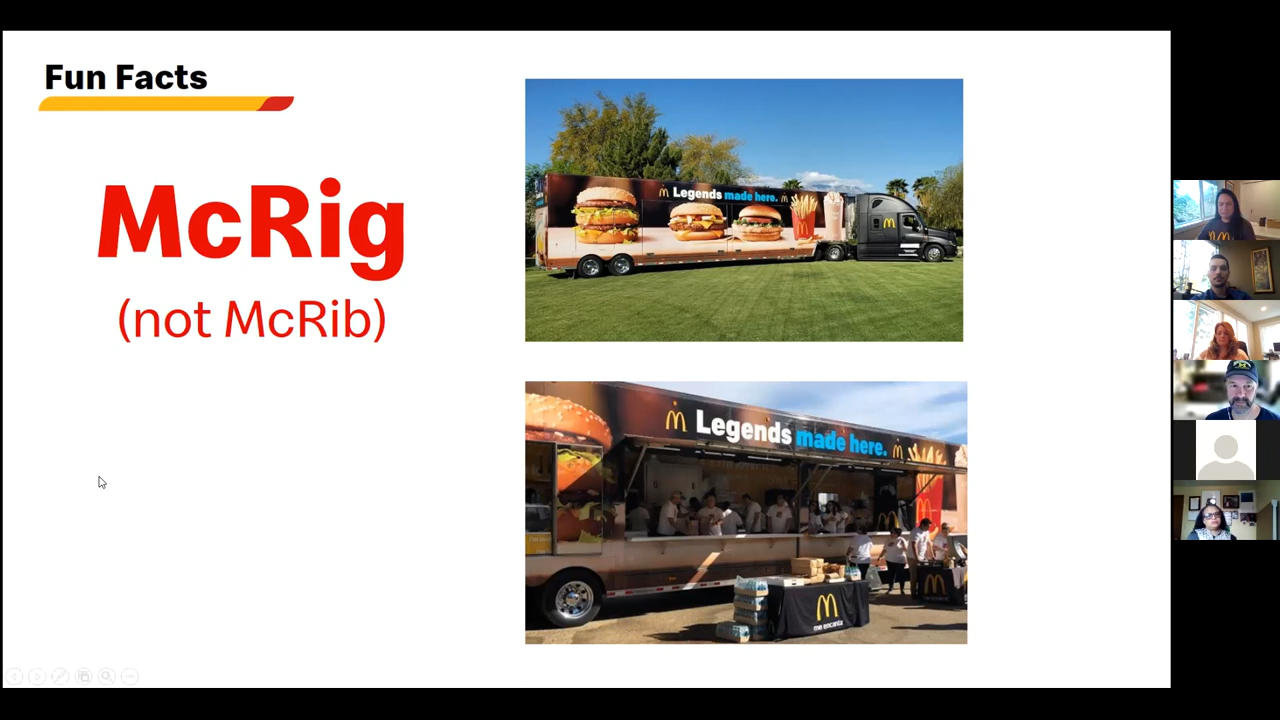 Fun Facts
McRig
(not McRib)
Legends made here.
Legends made here.
me encanta